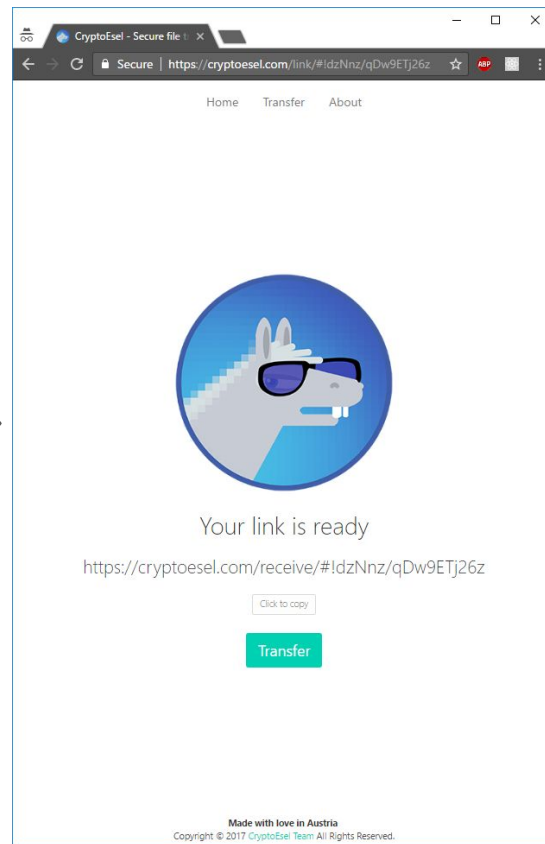 CryptoEsel - Secure file t
Secure | https://cryptoesel.com/link/#!dzNnz/qDw9ETj26z
ABP
Home Transfer About
Your link is ready
https://cryptoesel.com/receive/#!dzNnz/qDw9ETj26z
Click to copy
Transfer
Made with love in Austria
Copyright © 2017 CryptoEsel Team All Rights Reserved.